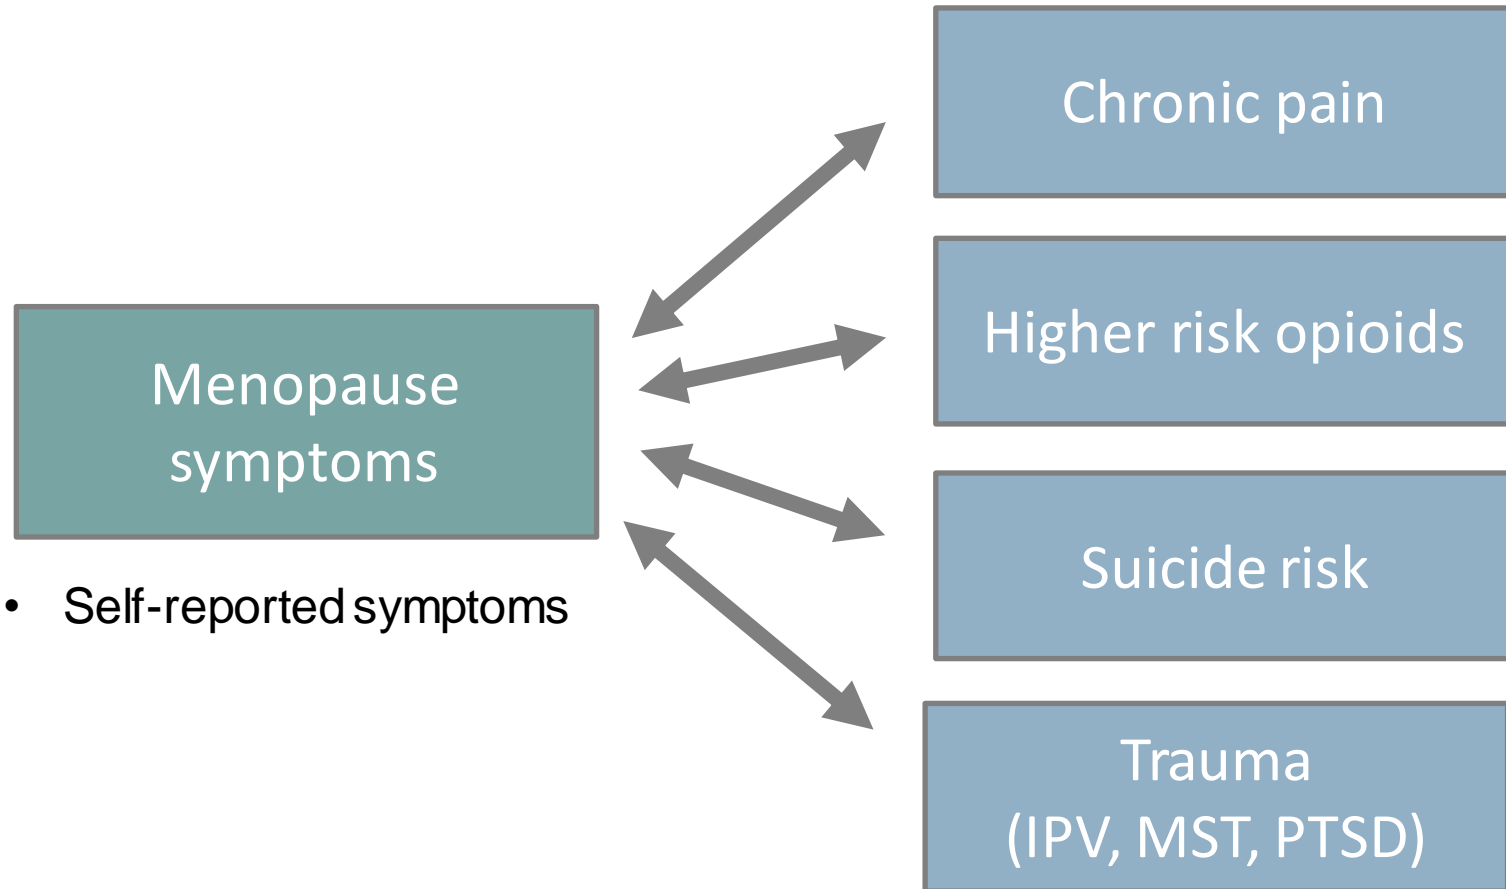 Menopause
symptoms
• Self-reported symptoms
Chronic pain
Higher risk opioids
Suicide risk
Trauma
(IPV, MST, PTSD)